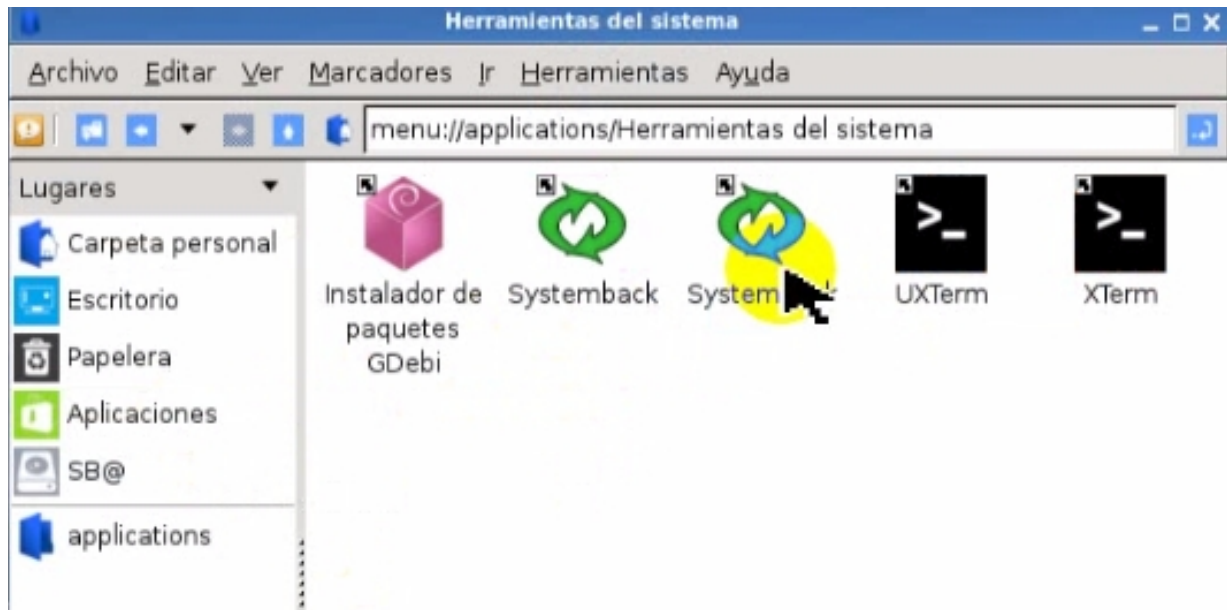 Herramientas del sistema
Archivo Editar Ver Marcadores Ir Herramientas Ayuda
menu://applications/Herramientas del sistema
Lugares
Carpeta personal
Escritorio
Papelera
Aplicaciones
SB@
applications
Instalador de
paquetes
GDebi
Systemback
System
UXTerm
XTerm